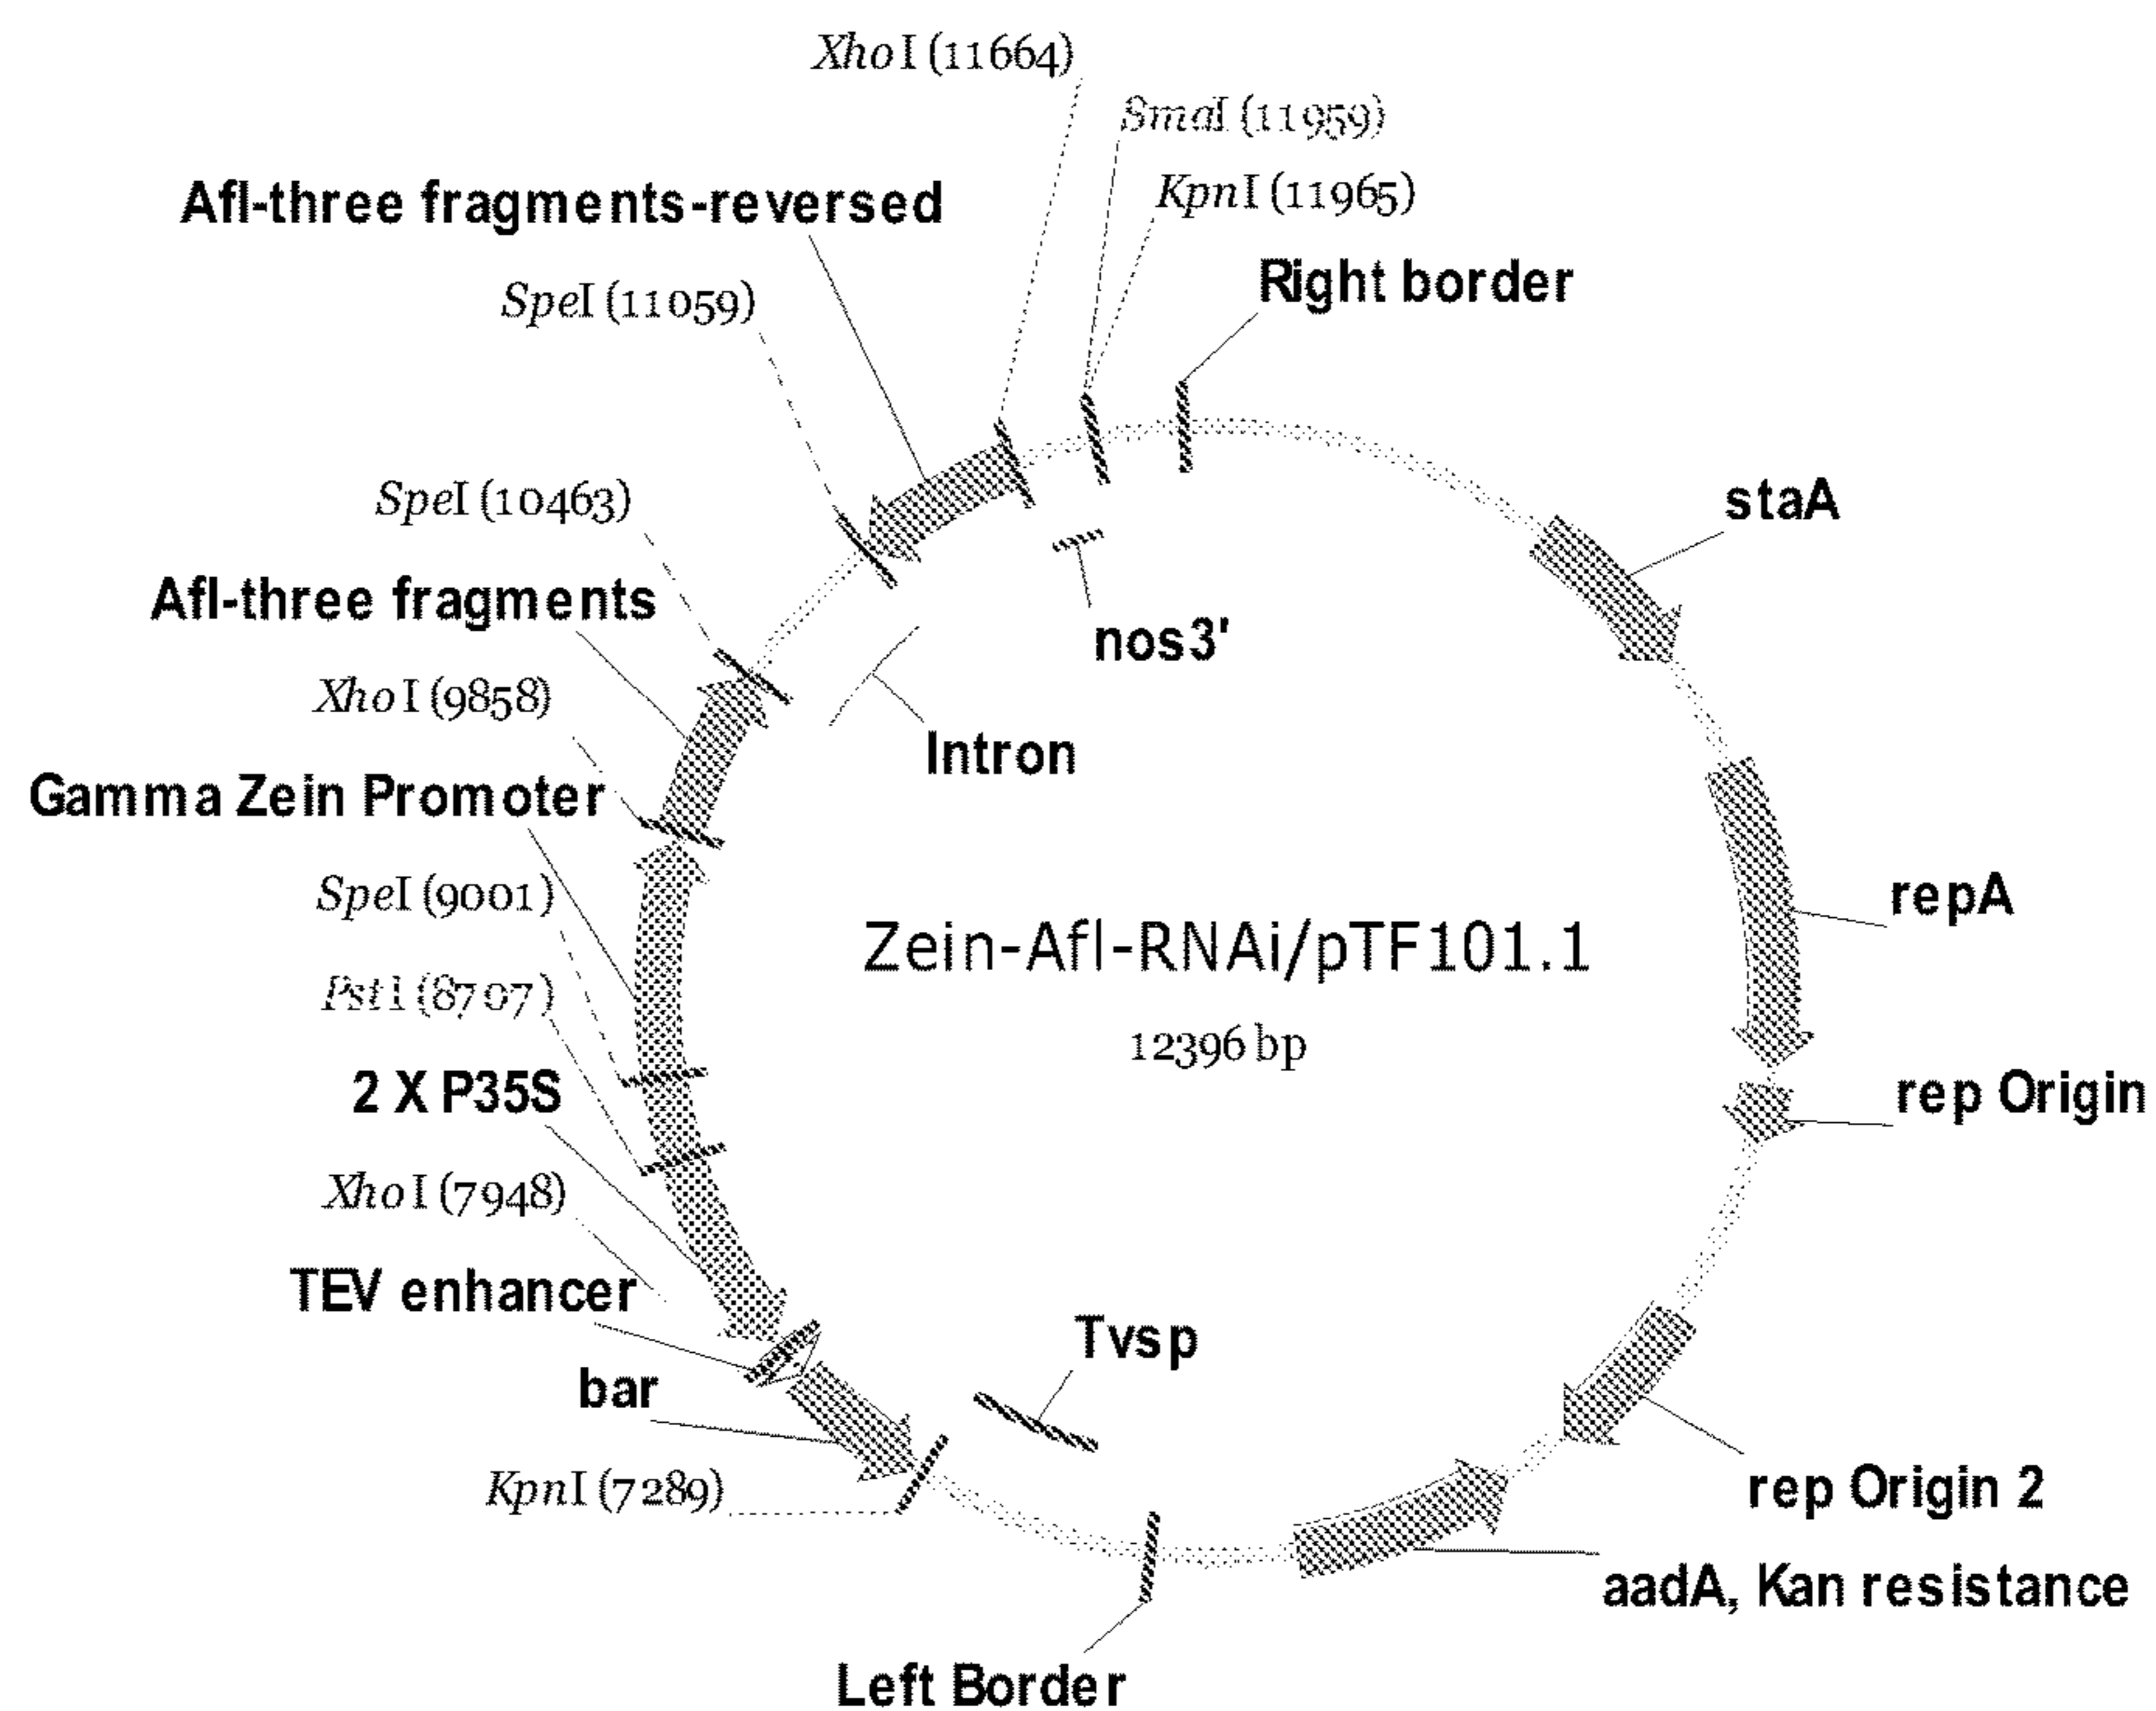 XhoI (11664)
SmaI (11959)
Afl-three fragments-reversed
KpnI (11965)
Right border
SpeI (11059)
SpeI (10463)
staA
Afl-three fragments
nos3'
XhoI (9858)
Intron
Gamma Zein Promoter
SpeI (9001)
repA
Zein-Afl-RNAi/pTF101.1
PstI (8707)
12396 bp
2 X P35S
rep Origin
XhoI (7948)
TEV enhancer
Tvsp
bar
KpnI (7289)
rep Origin 2
aadA, Kan resistance
Left Border